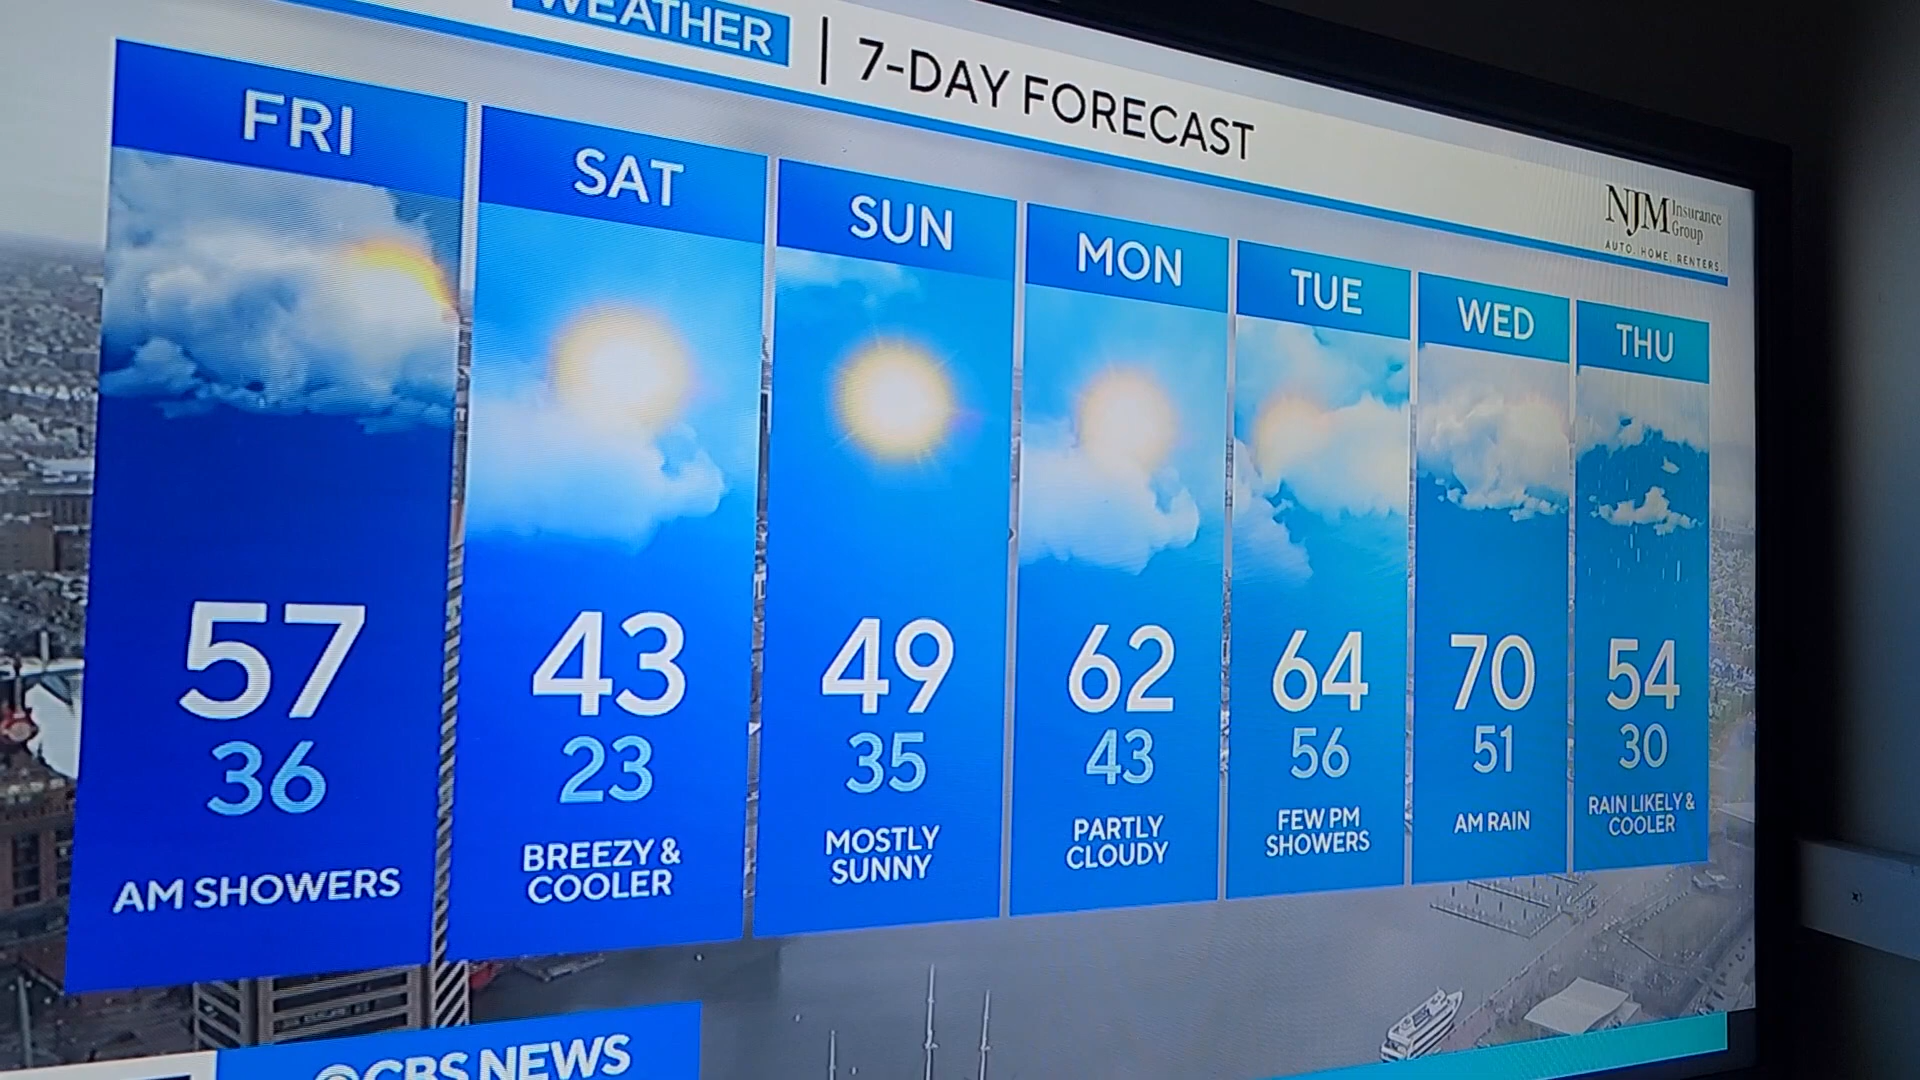 WEATHER | 7-DAY FORECAST
NJM Insurance
Group
AUTO. HOME. RENTERS.
FRI
57
36
AM SHOWERS
SAT
43
23
BREEZY &
COOLER
SUN
49
35
MOSTLY
SUNNY
MON
62
43
PARTLY
CLOUDY
TUE
64
56
FEW PM
SHOWERS
WED
70
51
AM RAIN
THU
54
30
RAIN LIKELY &
COOLER
CBS NEWS